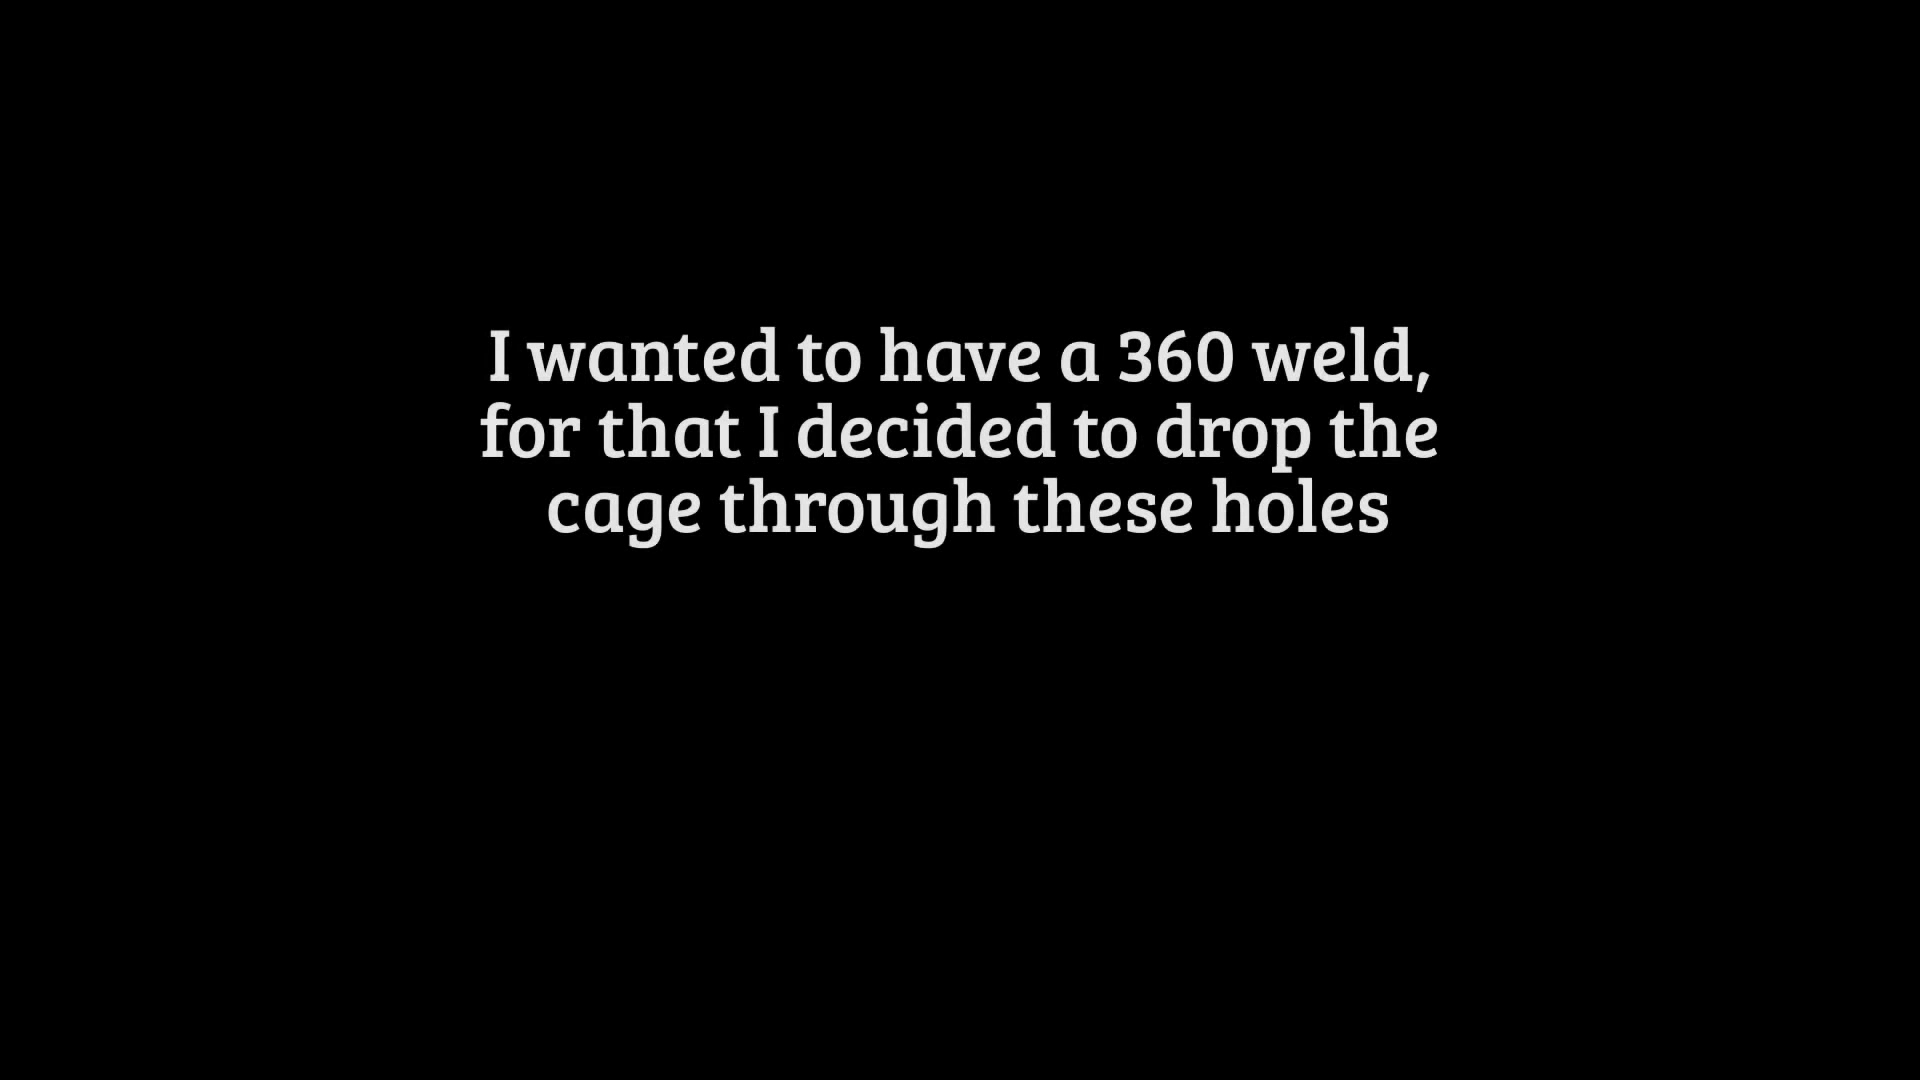 I wanted to have a 360 weld,
for that I decided to drop the
cage through these holes